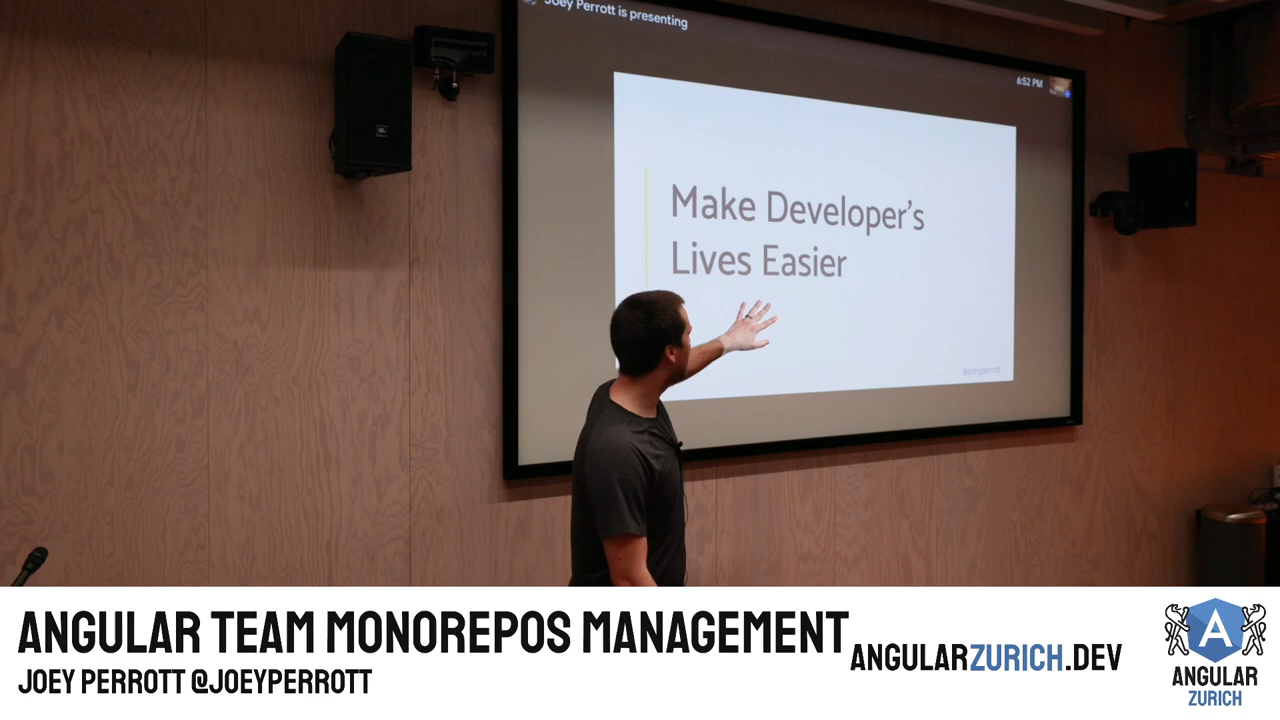 Joey Perrott is presenting
6:52 PM
Make Developer's
Lives Easier
@joeyperrott
ANGULAR TEAM MONOREPOS MANAGEMENT
JOEY PERROTT @JOEYPERROTT
ANGULARZURICH.DEV
A
ANGULAR
ZURICH